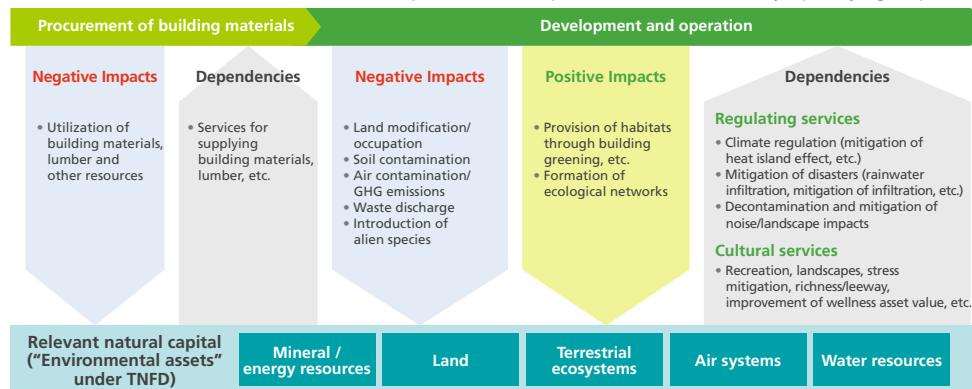 Procurement of building materials
Development and operation
Negative Impacts
• Utilization of
building materials,
lumber and
other resources
Dependencies
• Services for
supplying
building materials,
lumber, etc.
Negative Impacts
• Land modification/
occupation
• Soil contamination
• Air contamination/
GHG emissions
• Waste discharge
• Introduction of
alien species
Positive Impacts
• Provision of habitats
through building
greening, etc.
• Formation of
ecological networks
Dependencies
Regulating services
• Climate regulation (mitigation of
heat island effect, etc.)
• Mitigation of disasters (rainwater
infiltration, mitigation of infiltration, etc.)
• Decontamination and mitigation of
noise/landscape impacts
Cultural services
• Recreation, landscapes, stress
mitigation, richness/leeway,
improvement of wellness asset value, etc.
Relevant natural capital
(“Environmental assets”
under TNFD)
Mineral /
energy resources
Land
Terrestrial
ecosystems
Air systems
Water resources